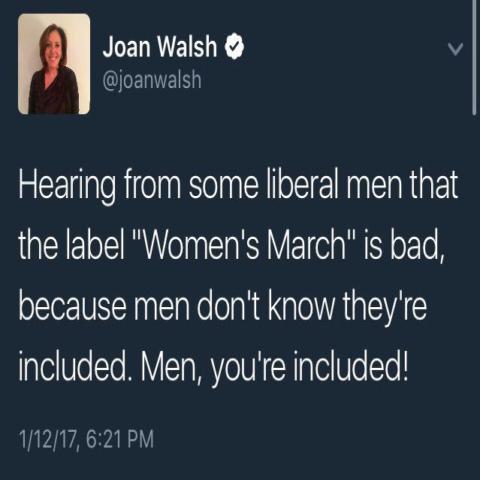 Joan Walsh
@joanwalsh
Hearing from some liberal men that
the label "Women's March" is bad,
because men don't know they're
included. Men, you're included!
1/12/17, 6:21 PM